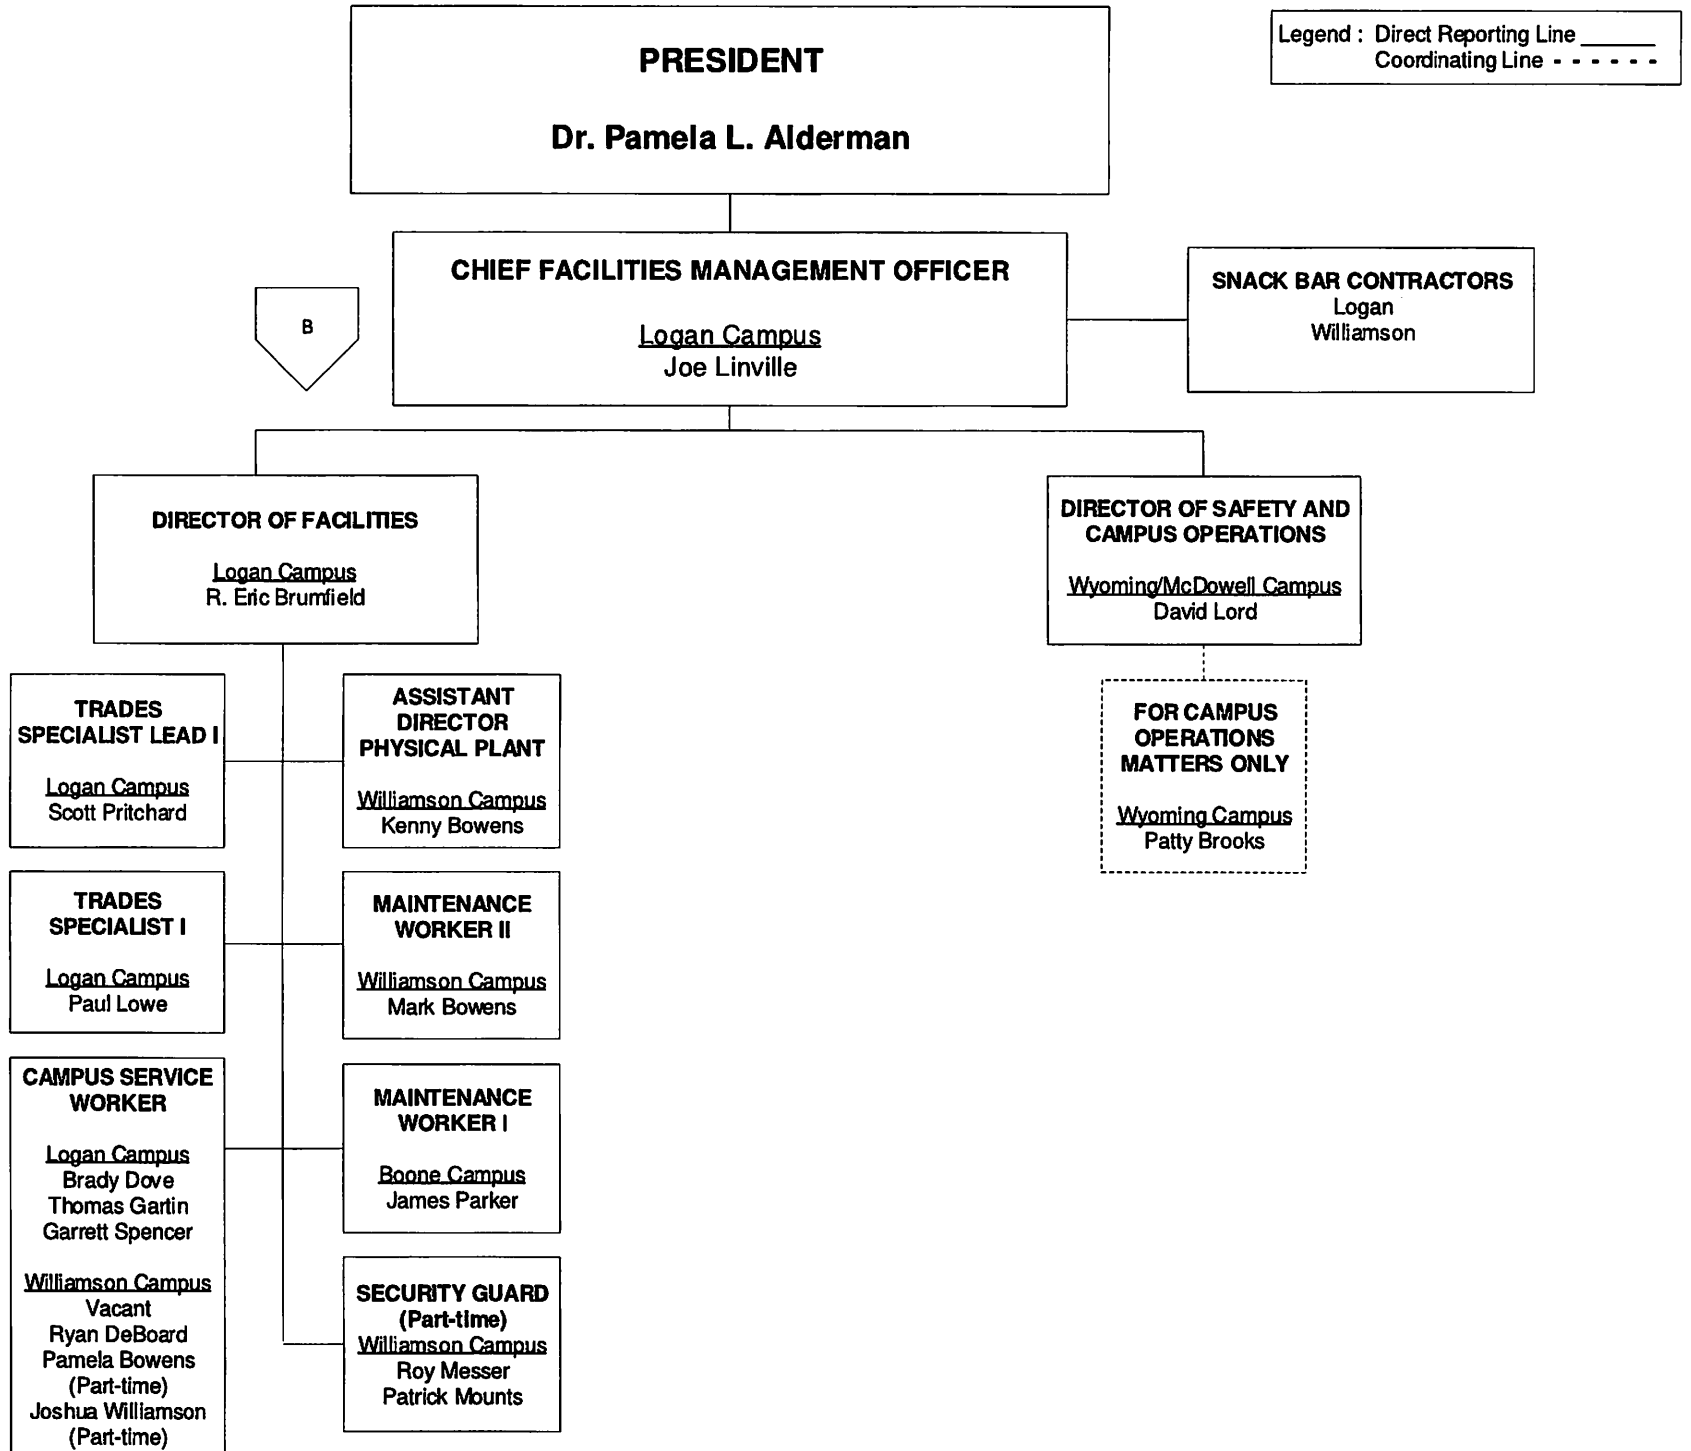 PRESIDENT
Dr. Pamela L. Alderman
Legend : Direct Reporting Line ______
Coordinating Line - - - - - -
CHIEF FACILITIES MANAGEMENT OFFICER
Logan Campus
Joe Linville
SNACK BAR CONTRACTORS
Logan
Williamson
B
DIRECTOR OF FACILITIES
Logan Campus
R. Eric Brumfield
DIRECTOR OF SAFETY AND
CAMPUS OPERATIONS
Wyoming/McDowell Campus
David Lord
TRADES
SPECIALIST LEAD I
Logan Campus
Scott Pritchard
ASSISTANT
DIRECTOR
PHYSICAL PLANT
Williamson Campus
Kenny Bowens
FOR CAMPUS
OPERATIONS
MATTERS ONLY
Wyoming Campus
Patty Brooks
TRADES
SPECIALIST I
Logan Campus
Paul Lowe
MAINTENANCE
WORKER II
Williamson Campus
Mark Bowens
CAMPUS SERVICE
WORKER
Logan Campus
Brady Dove
Thomas Gartin
Garrett Spencer
Williamson Campus
Vacant
Ryan DeBoard
Pamela Bowens
(Part-time)
Joshua Williamson
(Part-time)
MAINTENANCE
WORKER I
Boone Campus
James Parker
SECURITY GUARD
(Part-time)
Williamson Campus
Roy Messer
Patrick Mounts